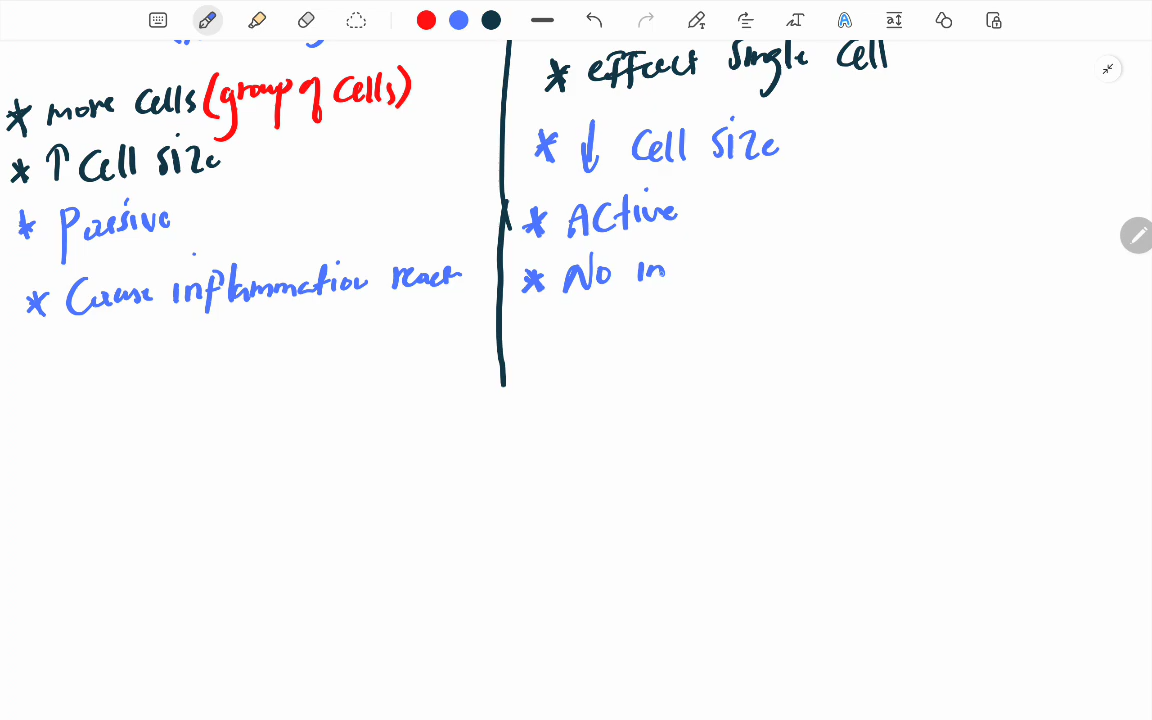 * more cells (group of cells)
* ↑ Cell size
* Passive
* Cause inflammation react
* effect single cell
* ↓ Cell size
* Active
* No in